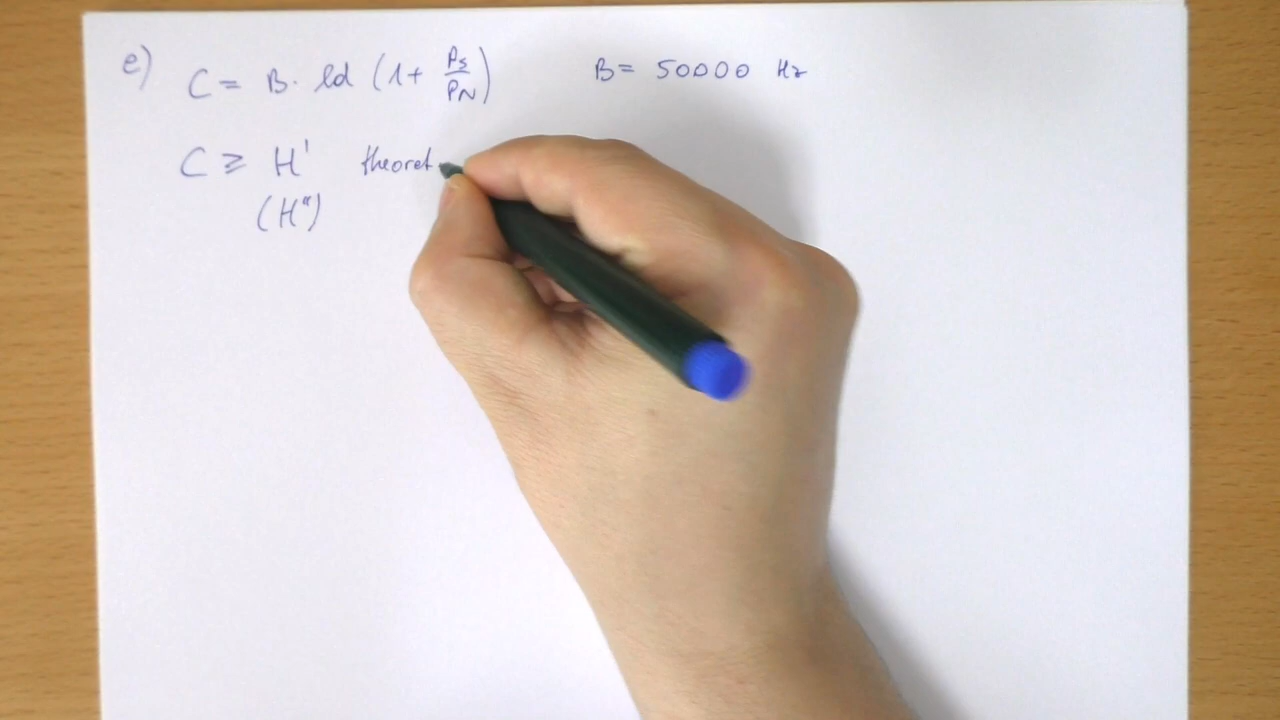 e) C = B · ld (1 + PS/PN) B = 50000 Hz
C ≥ H' theoret
(H")